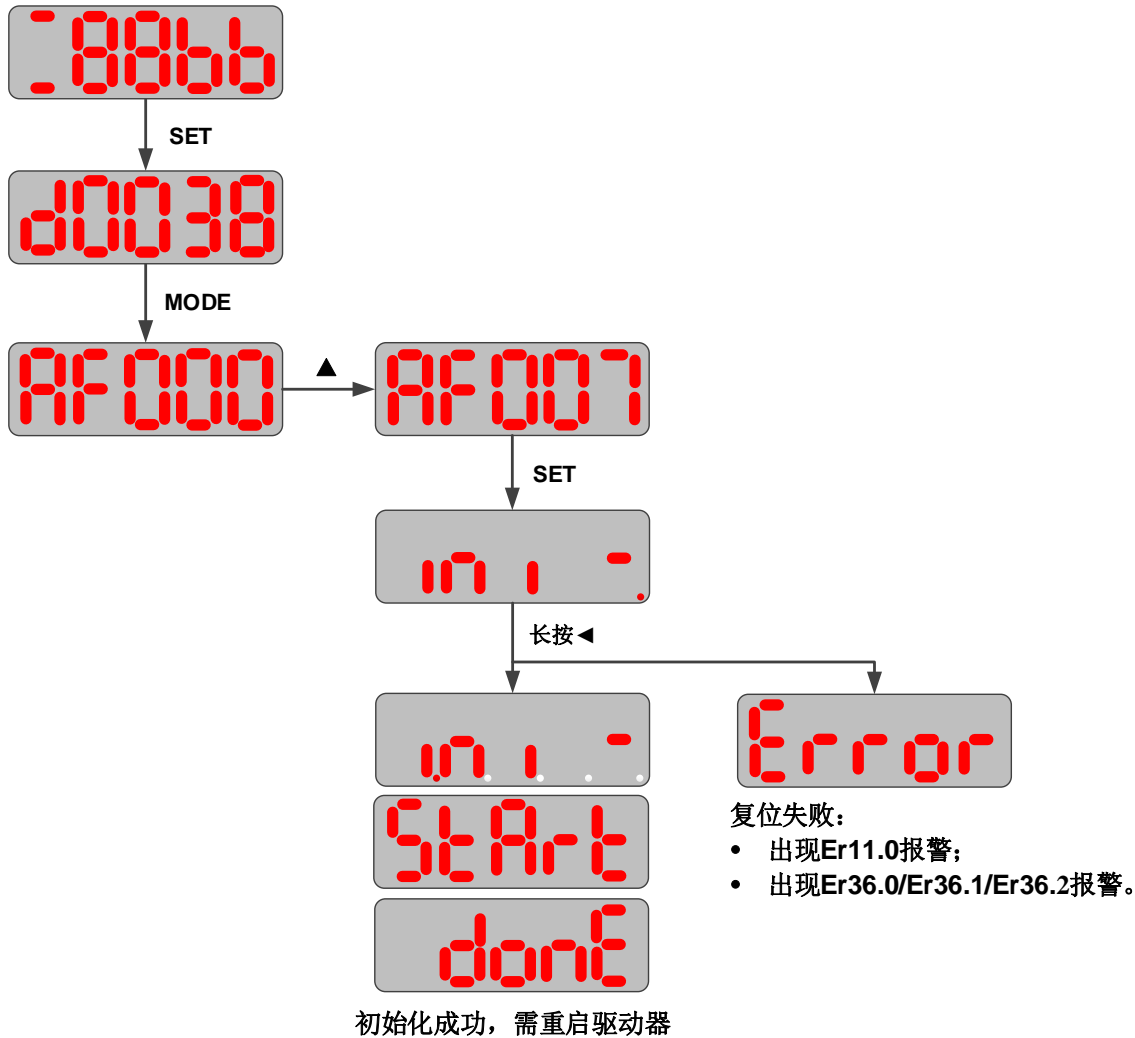 88bb
SET
d0038
MODE
AF000
▲
AF007
SET
ini -.
长按◄
ini -
Error
StArt
donE
复位失败：
• 出现Er11.0报警；
• 出现Er36.0/Er36.1/Er36.2报警。
初始化成功，需重启驱动器